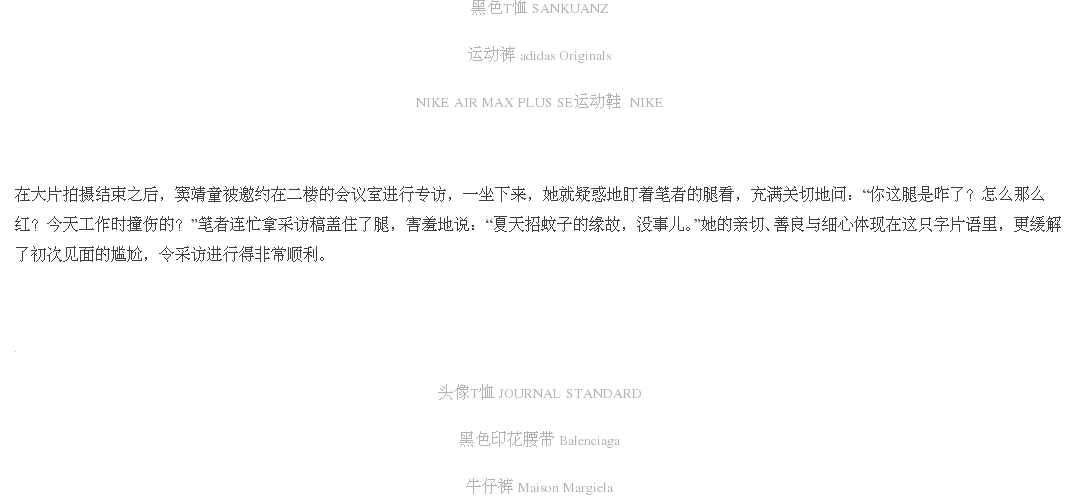 黑色T恤 SANKUANZ
运动裤 adidas Originals
NIKE AIR MAX PLUS SE运动鞋 NIKE
在大片拍摄结束之后，窦靖童被邀约在二楼的会议室进行专访，一坐下来，她就疑惑地盯着笔者的腿看，充满关切地问：“你这腿是咋了？怎么那么
红？今天工作时撞伤的？”笔者连忙拿采访稿盖住了腿，害羞地说：“夏天招蚊子的缘故，没事儿。”她的亲切、善良与细心体现在这只字片语里，更缓解
了初次见面的尴尬，令采访进行得非常顺利。
头像T恤 JOURNAL STANDARD
黑色印花腰带 Balenciaga
牛仔裤 Maison Margiela